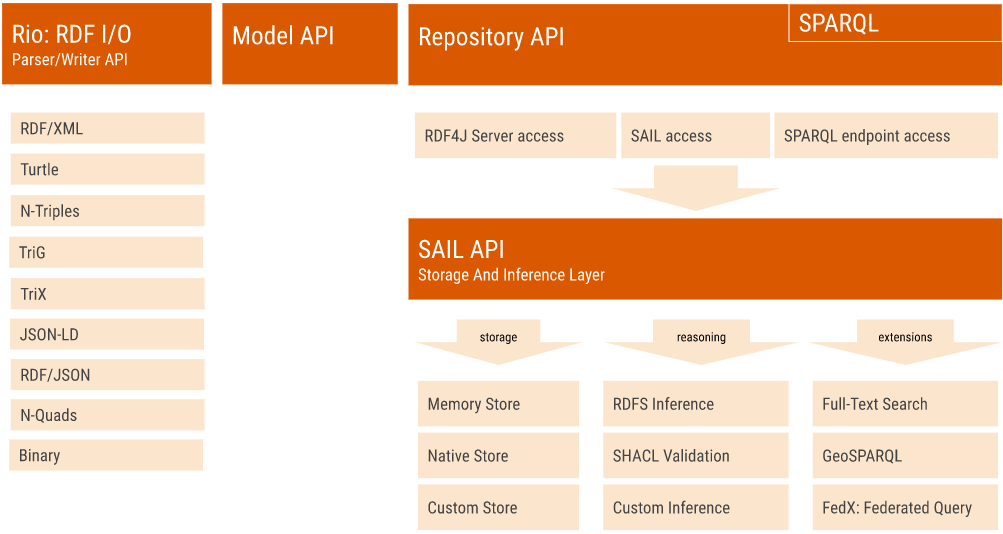 Rio: RDF I/O
Parser/Writer API
RDF/XML
Turtle
N-Triples
TriG
TriX
JSON-LD
RDF/JSON
N-Quads
Binary
Model API
Repository API
SPARQL
RDF4J Server access
SAIL access
SPARQL endpoint access
SAIL API
Storage And Inference Layer
storage
Memory Store
Native Store
Custom Store
reasoning
RDFS Inference
SHACL Validation
Custom Inference
extensions
Full-Text Search
GeoSPARQL
FedX: Federated Query